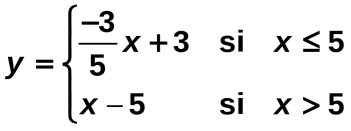 y = { -3/5 x + 3 si x ≤ 5
x - 5 si x > 5